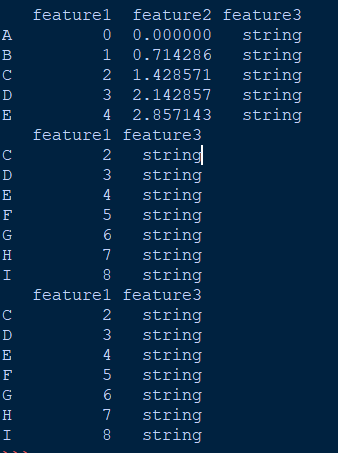 feature1 feature2 feature3
A 0 0.000000 string
B 1 0.714286 string
C 2 1.428571 string
D 3 2.142857 string
E 4 2.857143 string
feature1 feature3
C 2 string
D 3 string
E 4 string
F 5 string
G 6 string
H 7 string
I 8 string
feature1 feature3
C 2 string
D 3 string
E 4 string
F 5 string
G 6 string
H 7 string
I 8 string
>>>